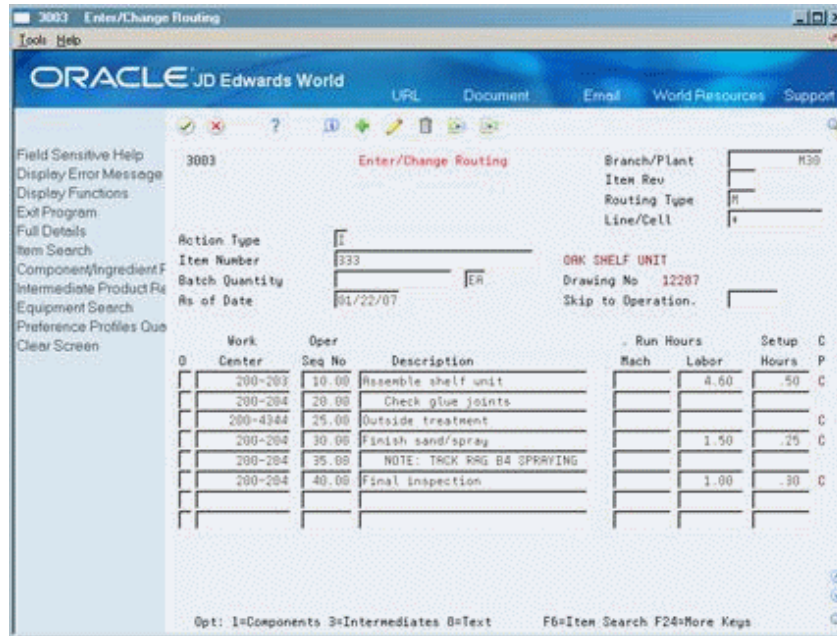 3003 Enter/Change Routing
Tools Help
ORACLE JD Edwards World
URL Document Email World Resources Support
Field Sensitive Help
Display Error Message
Display Functions
Exit Program
Full Details
Item Search
Component/Ingredient F
Intermediate Product Re
Equipment Search
Preference Profiles Que
Clear Screen
3003 Enter/Change Routing Branch/Plant M30
Item Rev
Routing Type M
Line/Cell *
Action Type I
Item Number 333 OAK SHELF UNIT
Batch Quantity EA Drawing No 12287
As of Date 01/22/07 Skip to Operation.
Work Oper . Run Hours Setup C
O Center Seq No Description Mach Labor Hours P
200-203 10.00 Assemble shelf unit 4.60 .50 C
200-204 20.00 Check glue joints
200-4344 25.00 Outside treatment C
200-204 30.00 Finish sand/spray 1.50 .25 C
200-204 35.00 NOTE: TACK RAG B4 SPRAYING
200-204 40.00 Final inspection 1.00 .30 C
Opt: 1=Components 3=Intermediates 8=Text F6=Item Search F24=More Keys